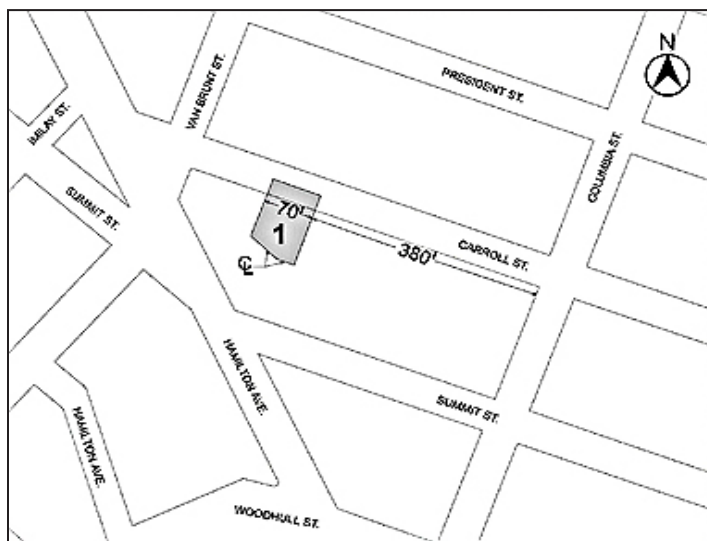 N
PRESIDENT ST.
VAN BRUNT ST.
IMLAY ST.
COLUMBIA ST.
SUMMIT ST.
70'
1
CARROLL ST.
380'
CL
HAMILTON AVE.
SUMMIT ST.
HAMILTON AVE.
WOODHULL ST.